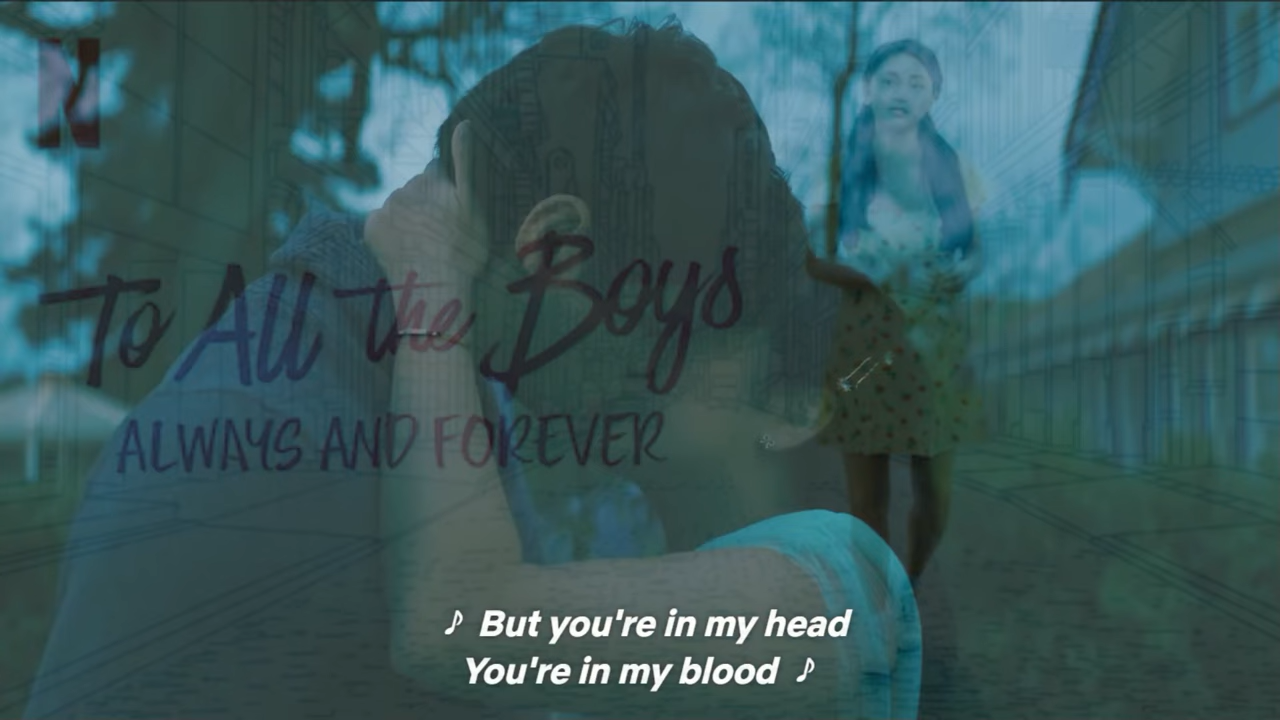 N
To All the Boys
ALWAYS AND FOREVER
♪ But you're in my head
You're in my blood ♪